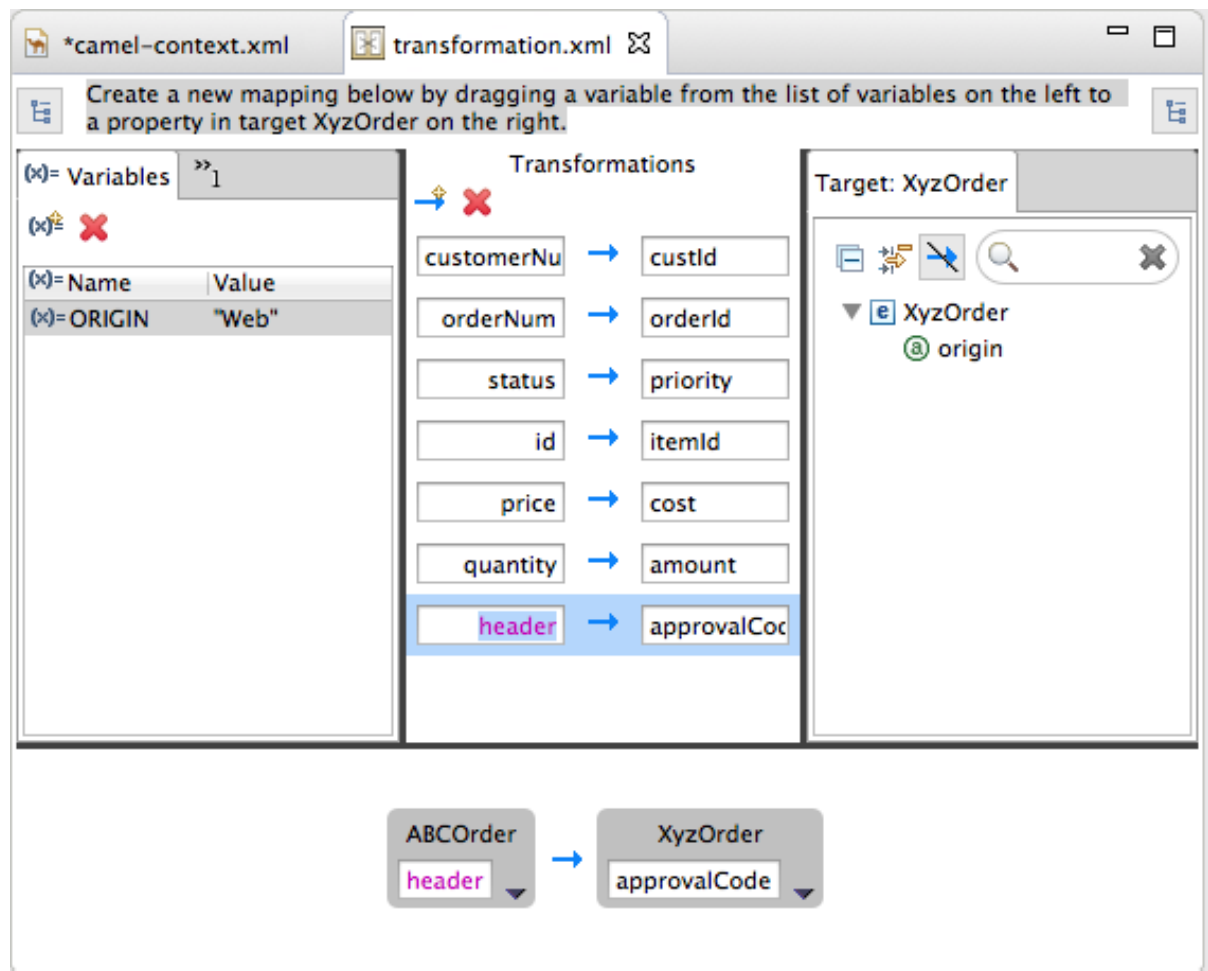 *camel-context.xml
transformation.xml
Create a new mapping below by dragging a variable from the list of variables on the left to
a property in target XyzOrder on the right.
(x)= Variables »1
Transformations
Target: XyzOrder
(x)= Name Value
(x)= ORIGIN "Web"
customerNu → custId
orderNum → orderId
status → priority
id → itemId
price → cost
quantity → amount
header → approvalCod
e XyzOrder
a origin
ABCOrder
header
→
XyzOrder
approvalCode